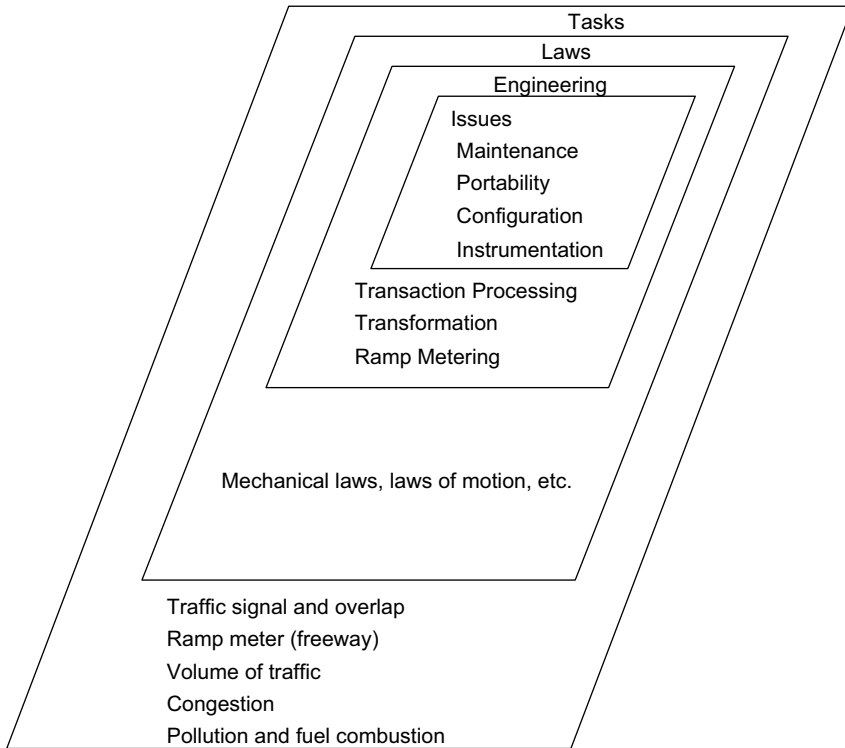 Tasks
Laws
Engineering
Issues
Maintenance
Portability
Configuration
Instrumentation
Transaction Processing
Transformation
Ramp Metering
Mechanical laws, laws of motion, etc.
Traffic signal and overlap
Ramp meter (freeway)
Volume of traffic
Congestion
Pollution and fuel combustion